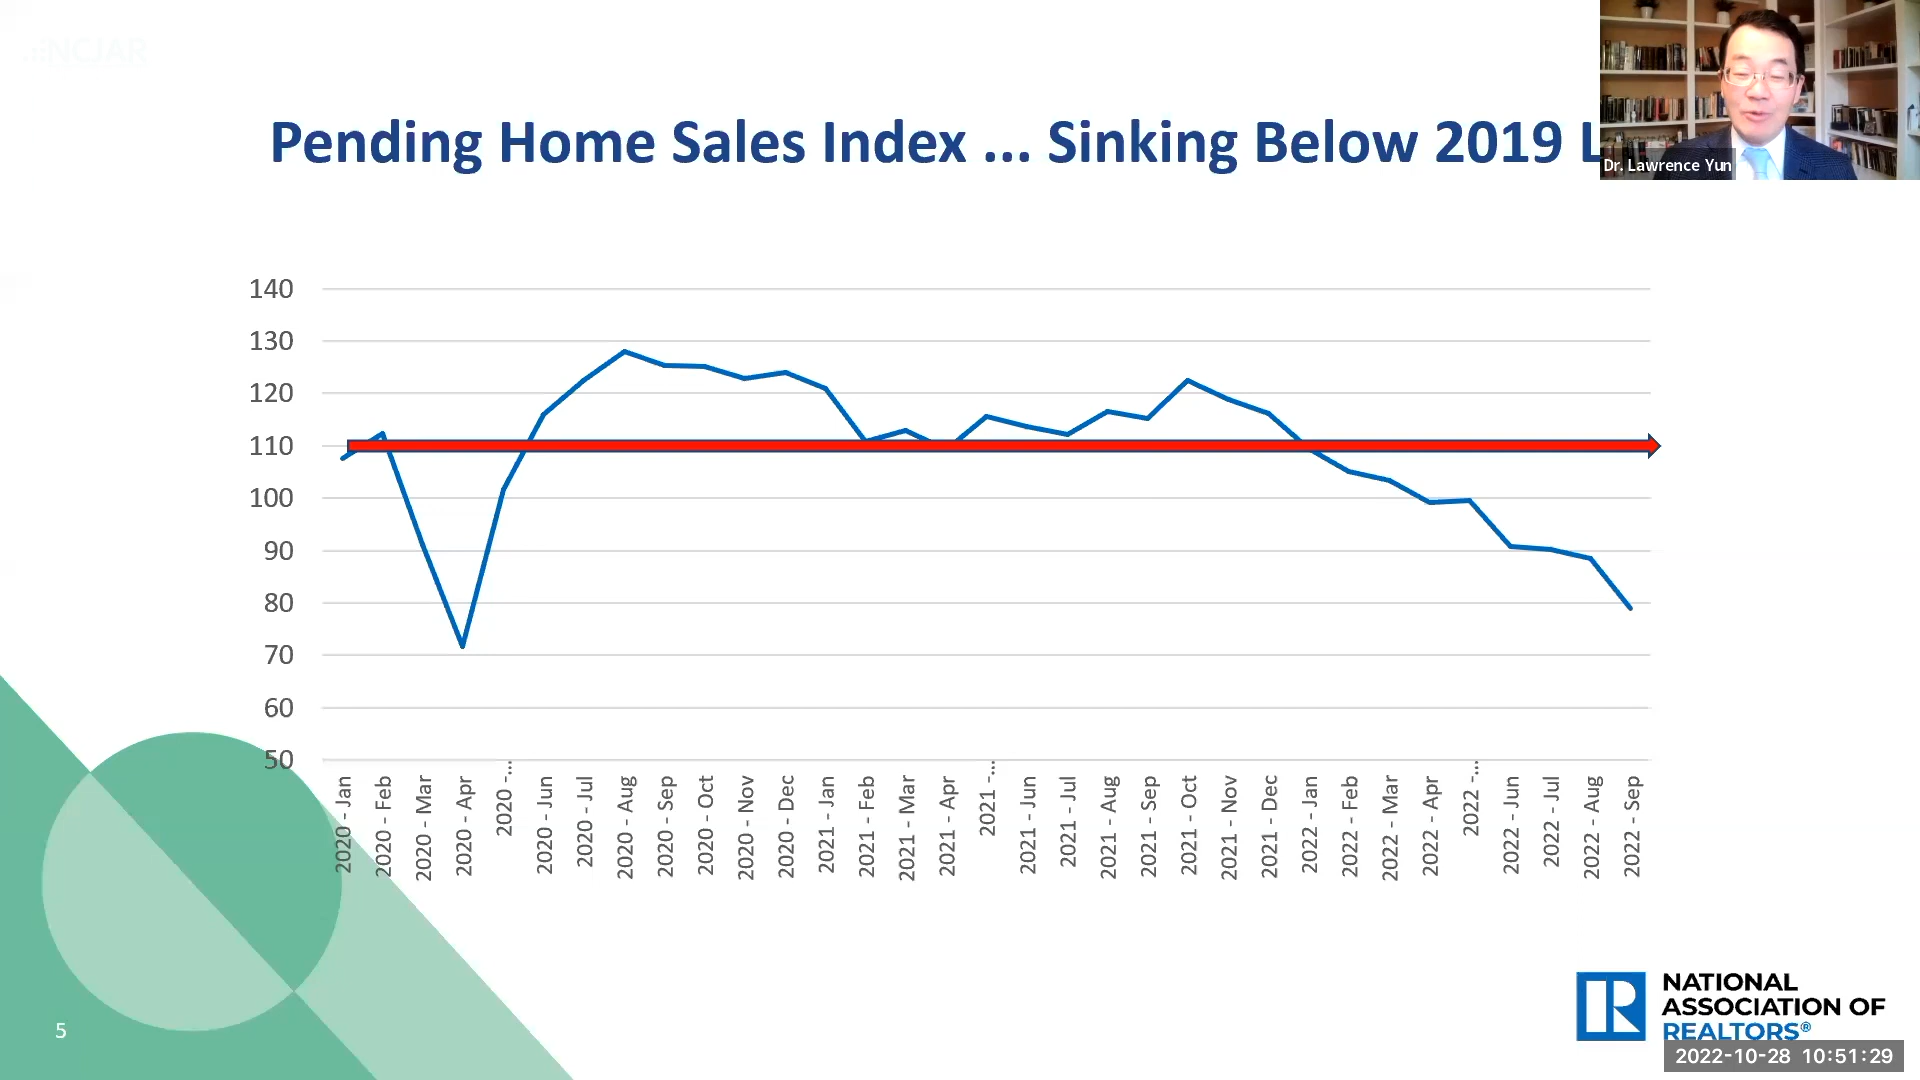 NCJAR
Pending Home Sales Index ... Sinking Below 2019 L
Dr. Lawrence Yun
140
130
120
110
100
90
80
70
60
50
2020 - Jan
2020 - Feb
2020 - Mar
2020 - Apr
2020 -...
2020 - Jun
2020 - Jul
2020 - Aug
2020 - Sep
2020 - Oct
2020 - Nov
2020 - Dec
2021 - Jan
2021 - Feb
2021 - Mar
2021 - Apr
2021 -...
2021 - Jun
2021 - Jul
2021 - Aug
2021 - Sep
2021 - Oct
2021 - Nov
2021 - Dec
2022 - Jan
2022 - Feb
2022 - Mar
2022 - Apr
2022 -...
2022 - Jun
2022 - Jul
2022 - Aug
2022 - Sep
5
R
NATIONAL
ASSOCIATION OF
REALTORS®
2022-10-28 10:51:29